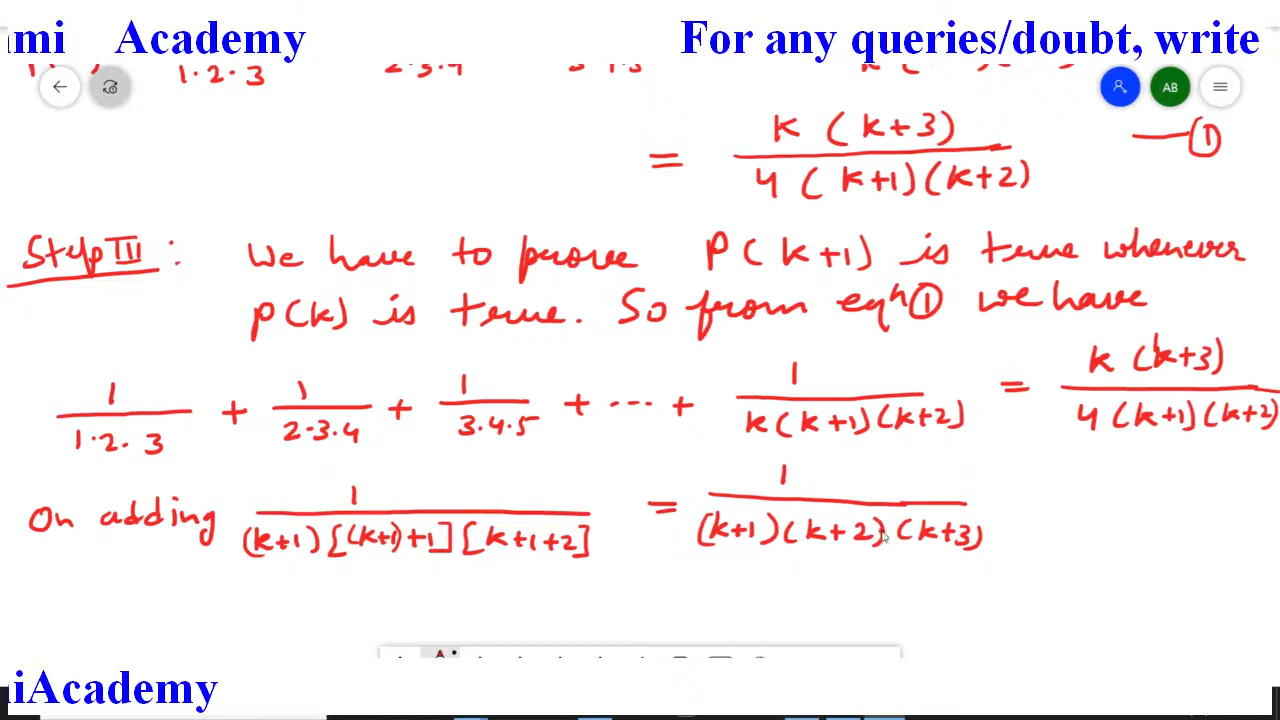 mi Academy For any queries/doubt, write
1·2·3 2·3·4
AB
= k (k+3) / 4 (k+1)(k+2) — ①
Step III : We have to prove P(k+1) is true whenever
P(k) is true. So from eqⁿ ① we have
1 / 1·2·3 + 1 / 2·3·4 + 1 / 3·4·5 + ... + 1 / k(k+1)(k+2) = k (k+3) / 4 (k+1)(k+2)
On adding 1 / (k+1)[(k+1)+1][k+1+2] = 1 / (k+1)(k+2)(k+3)
iAcademy